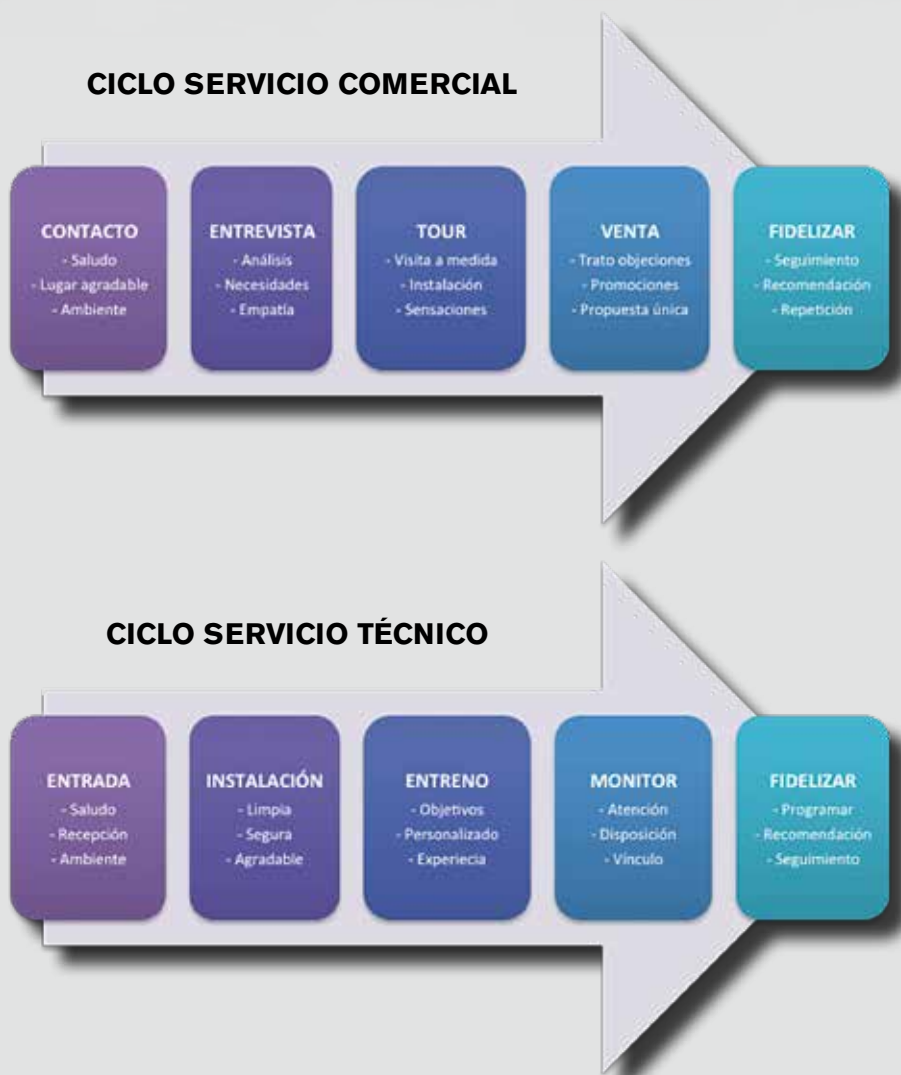 CICLO SERVICIO COMERCIAL
CONTACTO
- Saludo
- Lugar agradable
- Ambiente
ENTREVISTA
- Análisis
- Necesidades
- Empatía
TOUR
- Visita a medida
- Instalación
- Sensaciones
VENTA
- Trato objeciones
- Promociones
- Propuesta única
FIDELIZAR
- Seguimiento
- Recomendación
- Repetición
CICLO SERVICIO TÉCNICO
ENTRADA
- Saludo
- Recepción
- Ambiente
INSTALACIÓN
- Limpia
- Segura
- Agradable
ENTRENO
- Objetivos
- Personalizado
- Experiecia
MONITOR
- Atención
- Disposición
- Vínculo
FIDELIZAR
- Programar
- Recomendación
- Seguimiento